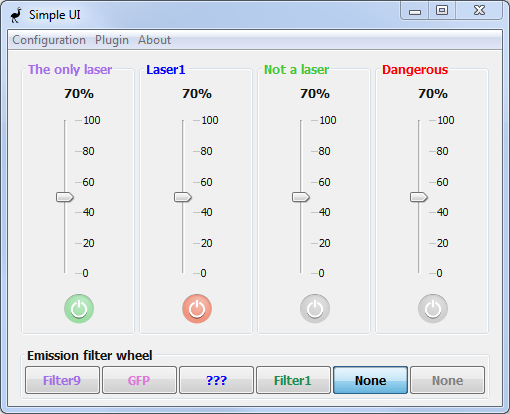 Simple UI
Configuration Plugin About
The only laser Laser1 Not a laser Dangerous
70% 70% 70% 70%
100 100 100 100
80 80 80 80
60 60 60 60
40 40 40 40
20 20 20 20
0 0 0 0
Emission filter wheel
Filter9 GFP ??? Filter1 None None